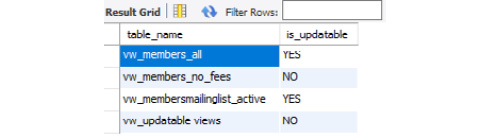 Result Grid Filter Rows:
table_name is_updatable
vw_members_all YES
vw_members_no_fees NO
vw_membersmailinglist_active YES
vw_updatable views NO